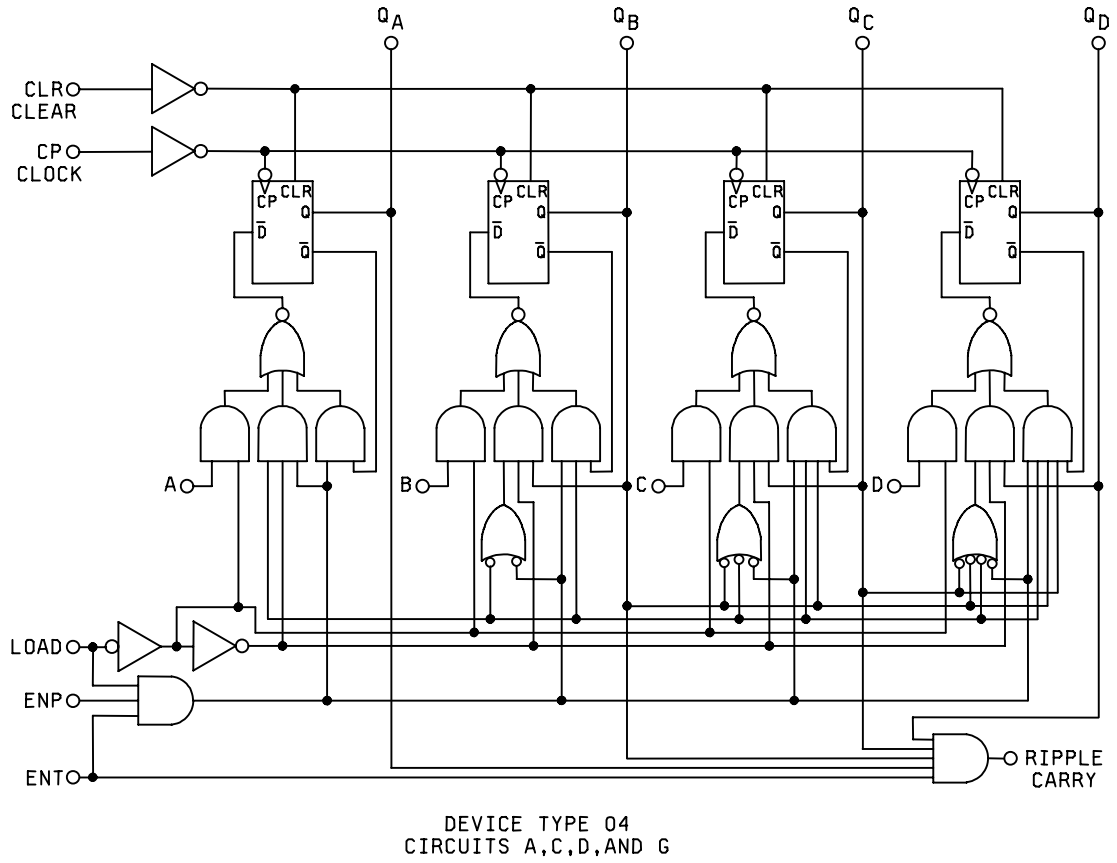 QA QB QC QD
CLR
CLEAR
CP
CLOCK
CP CLR CP CLR CP CLR CP CLR
Q Q Q Q
D̅ D̅ D̅ D̅
Q̅ Q̅ Q̅ Q̅
A B C D
LOAD
ENP
ENT
RIPPLE
CARRY
DEVICE TYPE 04
CIRCUITS A,C,D,AND G